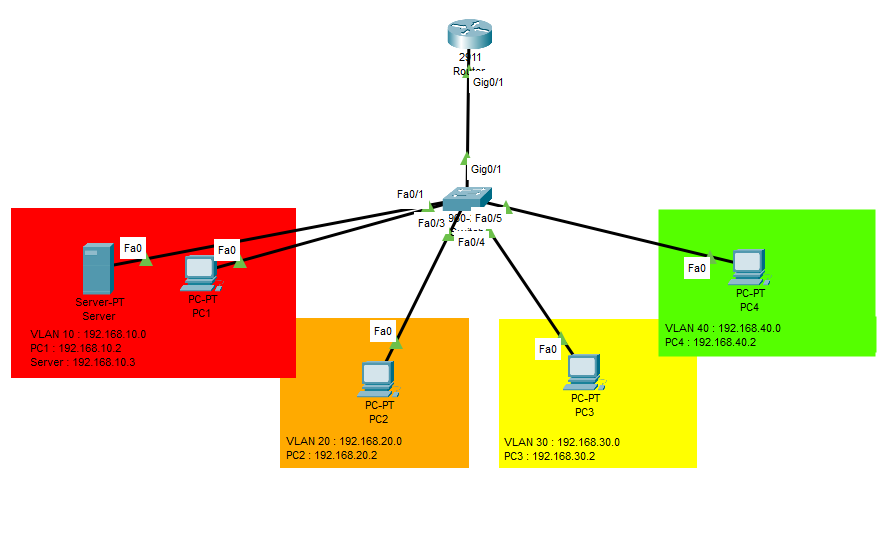 2911
Router
Gig0/1
Gig0/1
Fa0/1
Fa0/3
Fa0/5
Fa0/4
Fa0
Fa0
Server-PT
Server
PC-PT
PC1
VLAN 10 : 192.168.10.0
PC1 : 192.168.10.2
Server : 192.168.10.3
Fa0
PC-PT
PC2
VLAN 20 : 192.168.20.0
PC2 : 192.168.20.2
Fa0
PC-PT
PC3
VLAN 30 : 192.168.30.0
PC3 : 192.168.30.2
Fa0
PC-PT
PC4
VLAN 40 : 192.168.40.0
PC4 : 192.168.40.2